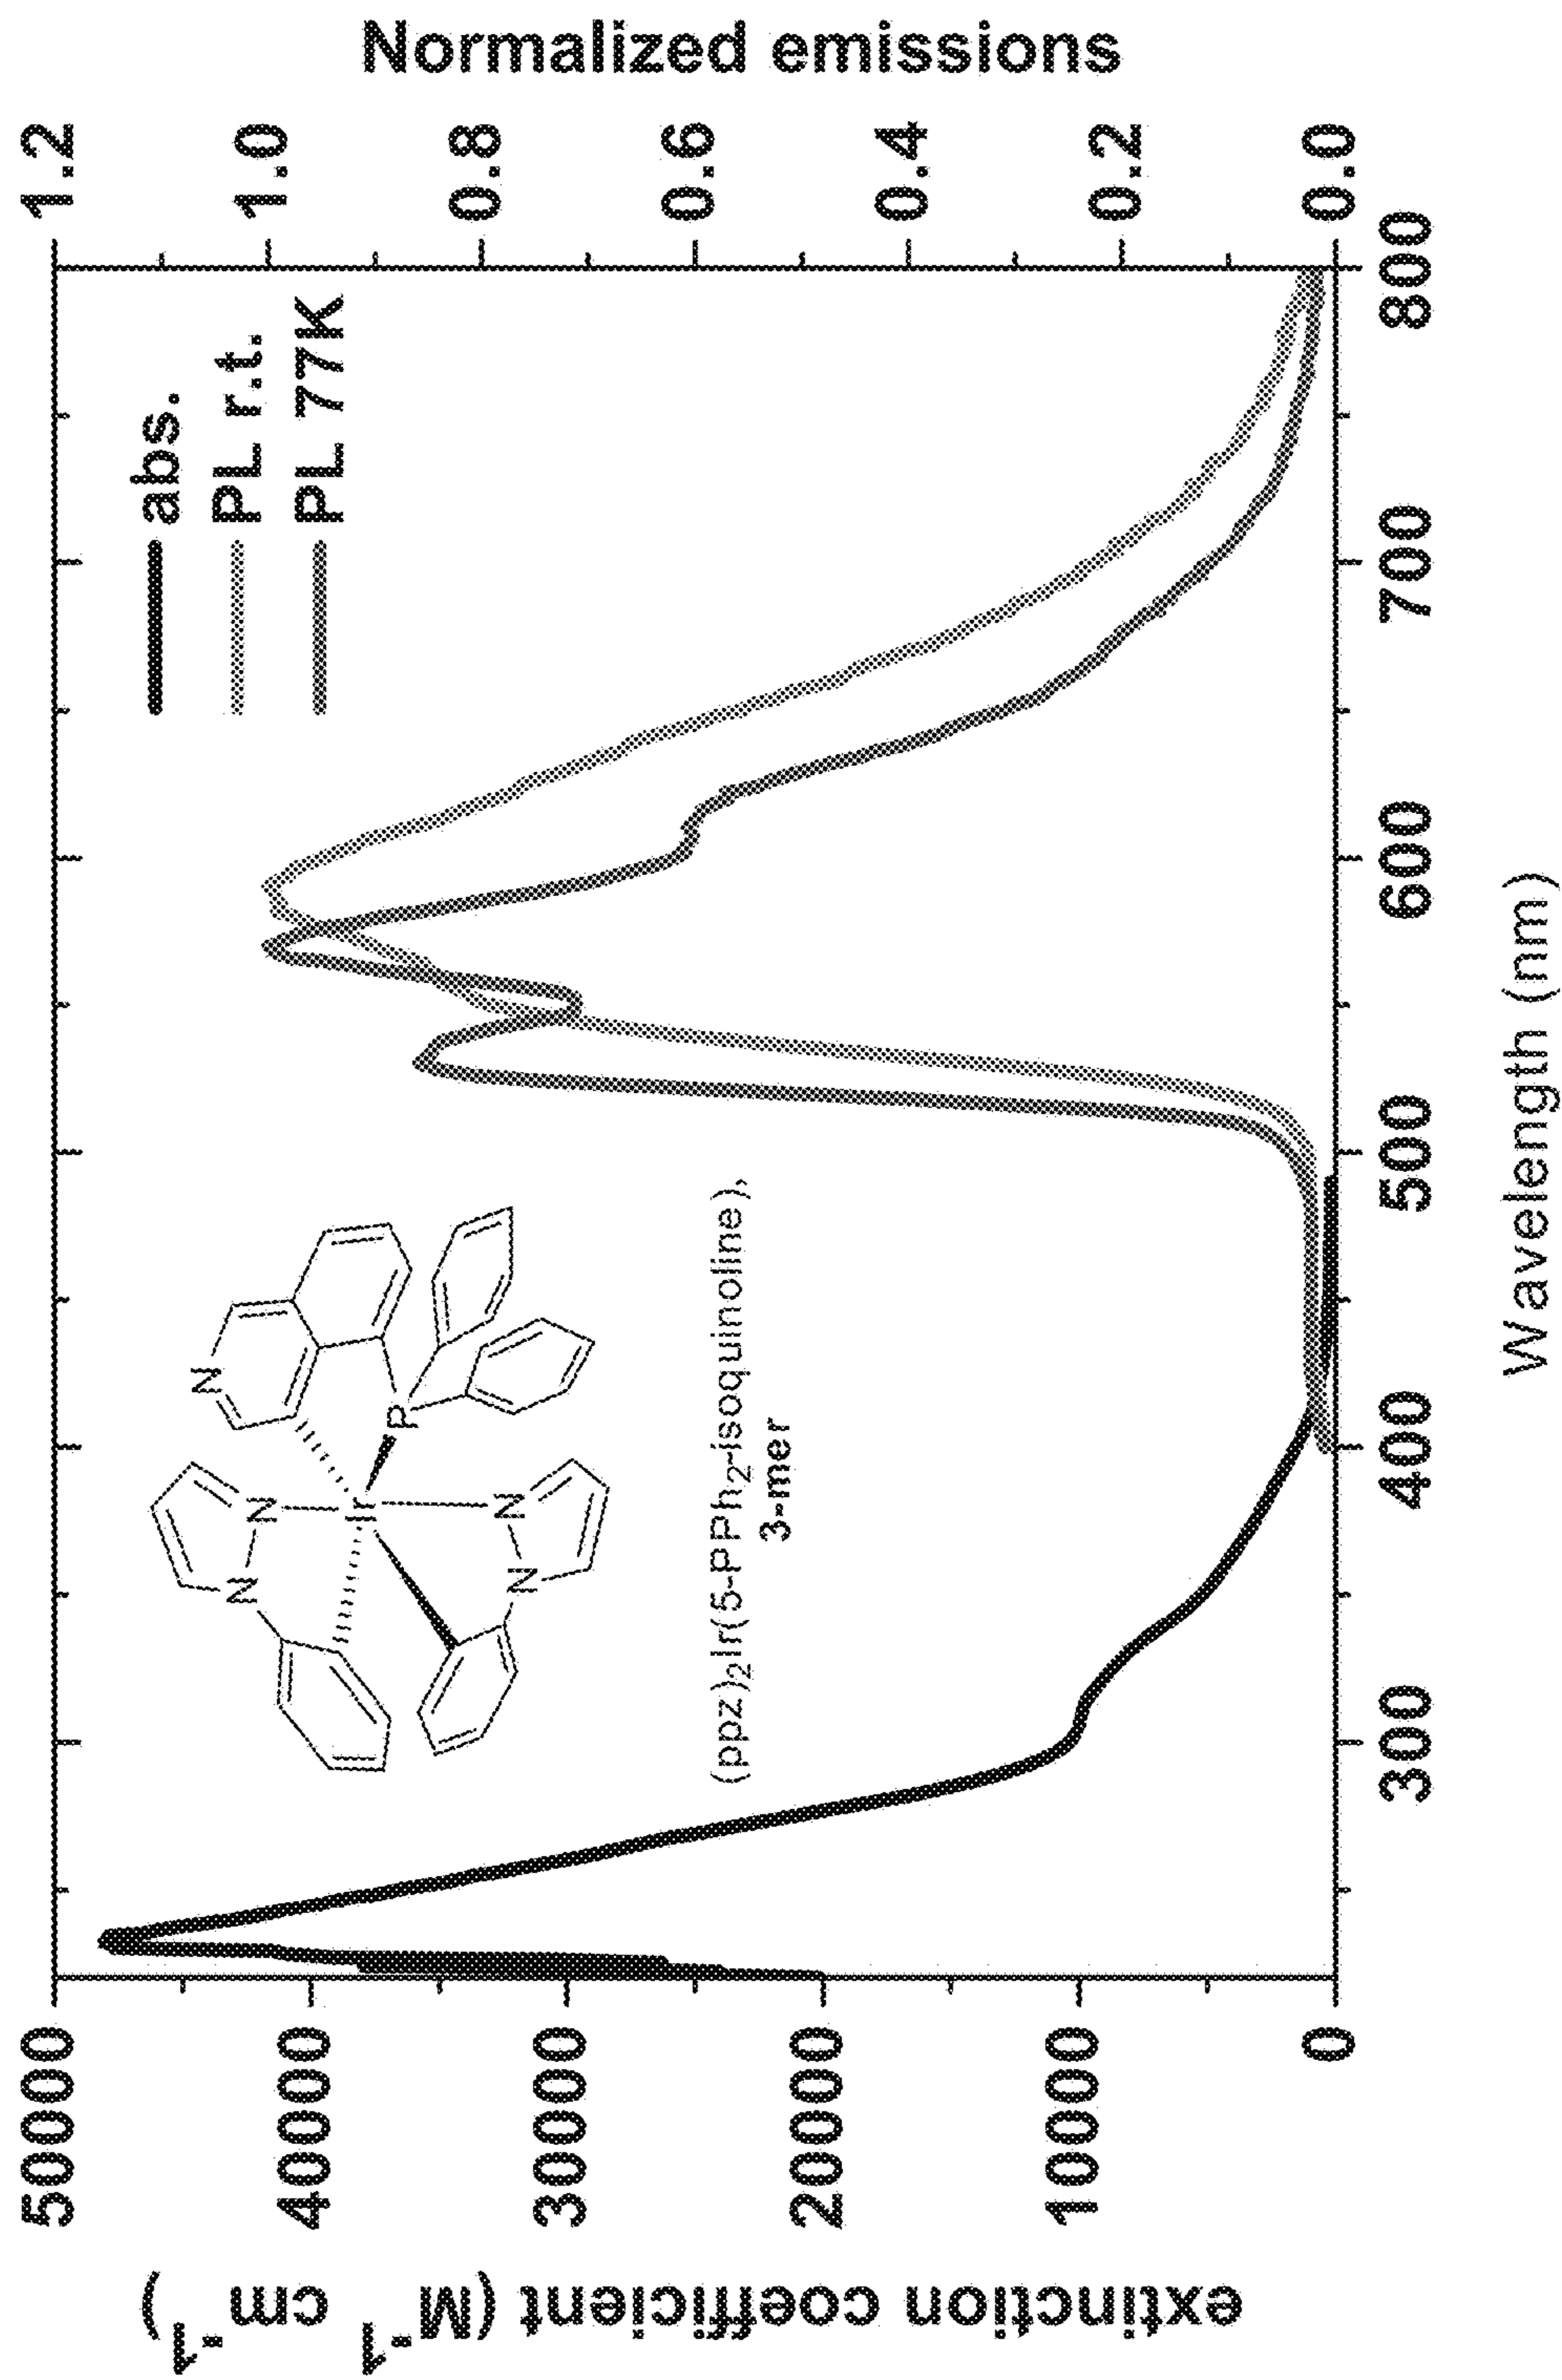 extinction coefficient (M⁻¹ cm⁻¹)
50000
40000
30000
20000
10000
0
Normalized emissions
1.2
1.0
0.8
0.6
0.4
0.2
0.0
abs.
PL r.t.
PL 77K
N
N
N
N
N
Ir
P
(ppz)₂Ir(5-PPh₂-isoquinoline),
3-mer
300
400
500
600
700
800
Wavelength (nm)